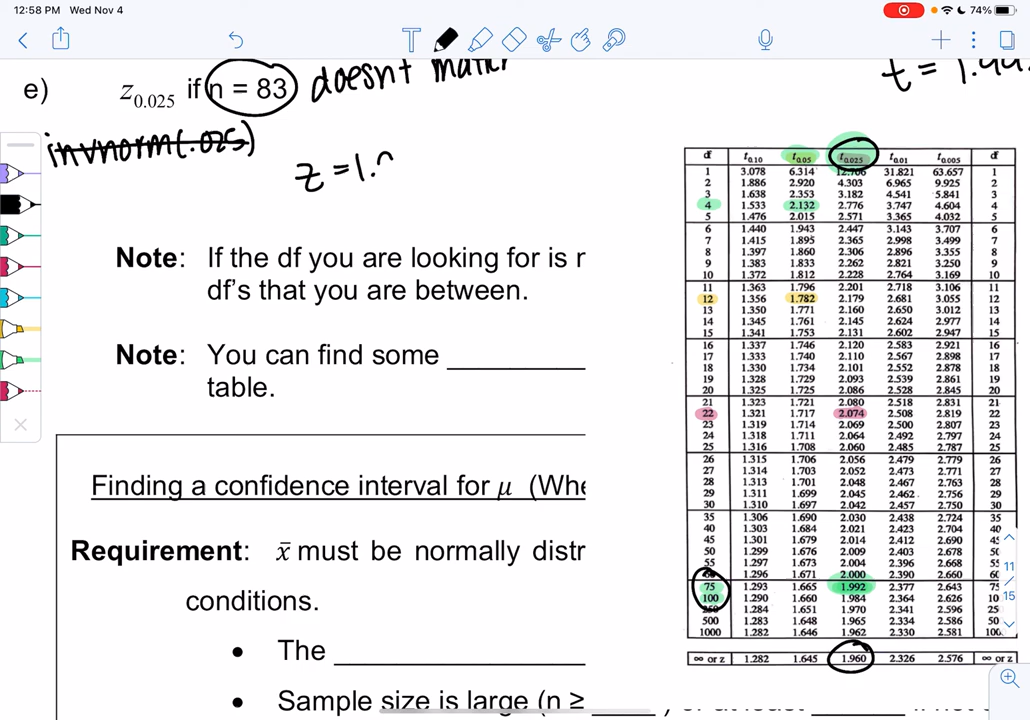 12:58 PM Wed Nov 4
74%
T
t = 1.99
e) z0.025 if n = 83 doesnt matter
invnorm(.025)
z = 1.9
Note: If the df you are looking for is
df's that you are between.
Note: You can find some
table.
Finding a confidence interval for μ
Requirement: x̄ must be normally
conditions.
• The
• Sample size is large (n ≥
df t0.10 t0.05 t0.025 t0.01 t0.005 df
1 3.078 6.314 12.706 31.821 63.657 1
2 1.886 2.920 4.303 6.965 9.925 2
3 1.638 2.353 3.182 4.541 5.841 3
4 1.533 2.132 2.776 3.747 4.604 4
5 1.476 2.015 2.571 3.365 4.032 5
6 1.440 1.943 2.447 3.143 3.707 6
7 1.415 1.895 2.365 2.998 3.499 7
8 1.397 1.860 2.306 2.896 3.355 8
9 1.383 1.833 2.262 2.821 3.250 9
10 1.372 1.812 2.228 2.764 3.169 10
11 1.363 1.796 2.201 2.718 3.106 11
12 1.356 1.782 2.179 2.681 3.055 12
13 1.350 1.771 2.160 2.650 3.012 13
14 1.345 1.761 2.145 2.624 2.977 14
15 1.341 1.753 2.131 2.602 2.947 15
16 1.337 1.746 2.120 2.583 2.921 16
17 1.333 1.740 2.110 2.567 2.898 17
18 1.330 1.734 2.101 2.552 2.878 18
19 1.328 1.729 2.093 2.539 2.861 19
20 1.325 1.725 2.086 2.528 2.845 20
21 1.323 1.721 2.080 2.518 2.831 21
22 1.321 1.717 2.074 2.508 2.819 22
23 1.319 1.714 2.069 2.500 2.807 23
24 1.318 1.711 2.064 2.492 2.797 24
25 1.316 1.708 2.060 2.485 2.787 25
26 1.315 1.706 2.056 2.479 2.779 26
27 1.314 1.703 2.052 2.473 2.771 27
28 1.313 1.701 2.048 2.467 2.763 28
29 1.311 1.699 2.045 2.462 2.756 29
30 1.310 1.697 2.042 2.457 2.750 30
35 1.306 1.690 2.030 2.438 2.724 35
40 1.303 1.684 2.021 2.423 2.704 40
45 1.301 1.679 2.014 2.412 2.690 45
50 1.299 1.676 2.009 2.403 2.678
55 1.297 1.673 2.004 2.396 2.668
1.296 1.671 2.000 2.390 2.660
75 1.293 1.665 1.992 2.377 2.643
100 1.290 1.660 1.984 2.364 2.626
250 1.284 1.651 1.970 2.341 2.596
500 1.283 1.648 1.965 2.334 2.586
1000 1.282 1.646 1.962 2.330 2.581
∞ or z 1.282 1.645 1.960 2.326 2.576 ∞ or z
11
15